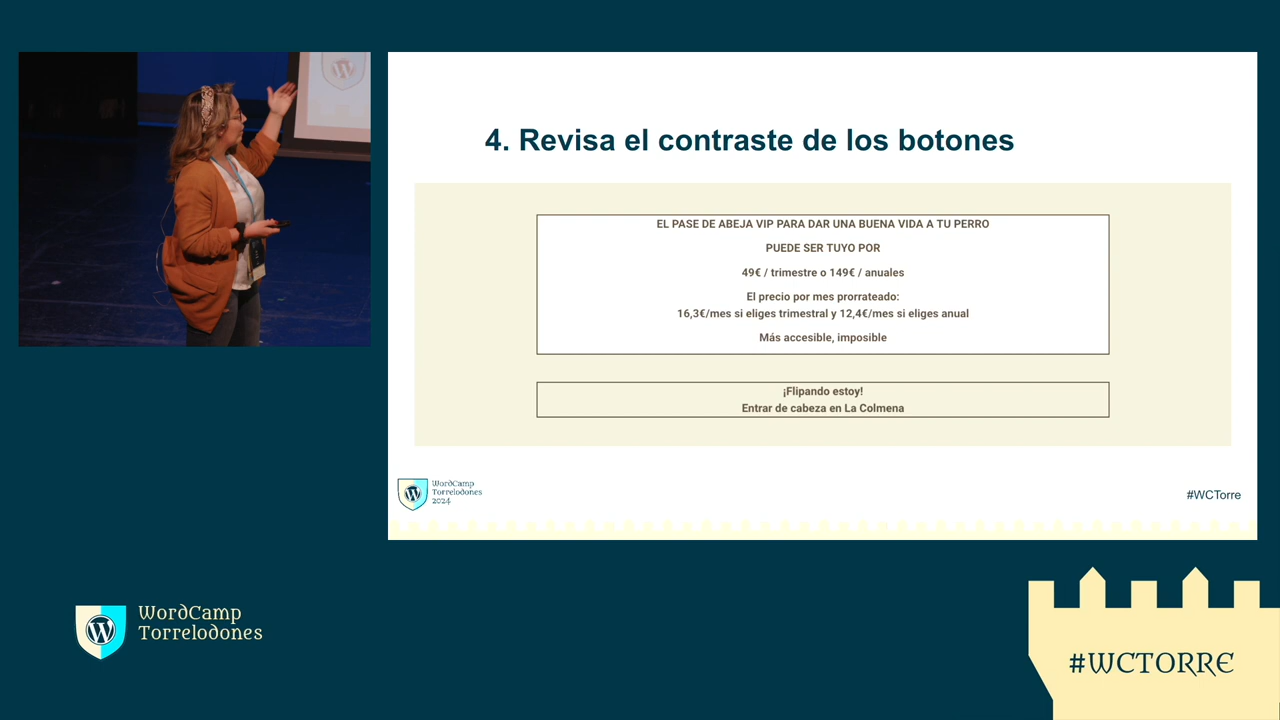 4. Revisa el contraste de los botones
EL PASE DE ABEJA VIP PARA DAR UNA BUENA VIDA A TU PERRO
PUEDE SER TUYO POR
49€ / trimestre o 149€ / anuales
El precio por mes prorrateado:
16,3€/mes si eliges trimestral y 12,4€/mes si eliges anual
Más accesible, imposible
¡Flipando estoy!
Entrar de cabeza en La Colmena
WordCamp
Torrelodones
2024
#WCTorre
WordCamp
Torrelodones
#WCTORRE